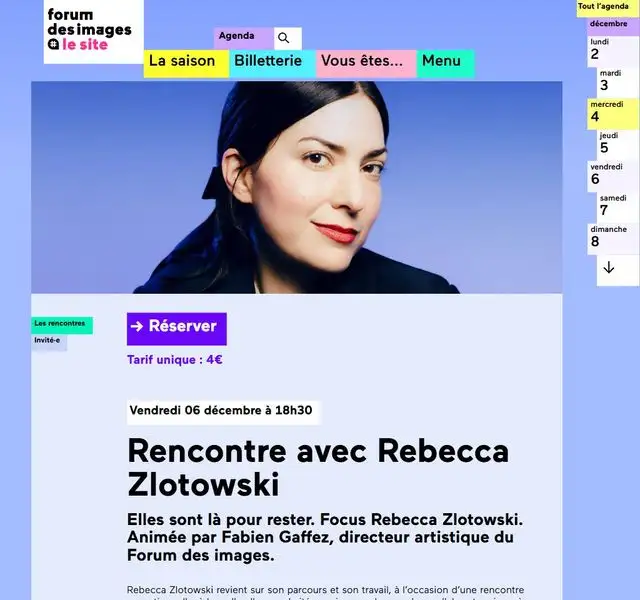 forum
des images
le site
Agenda
La saison
Billetterie
Vous êtes...
Menu
Tout l'agenda
décembre
lundi
2
mardi
3
mercredi
4
jeudi
5
vendredi
6
samedi
7
dimanche
8
Les rencontres
Invité·e
→ Réserver
Tarif unique : 4€
Vendredi 06 décembre à 18h30
Rencontre avec Rebecca
Zlotowski
Elles sont là pour rester. Focus Rebecca Zlotowski.
Animée par Fabien Gaffez, directeur artistique du
Forum des images.
Rebecca Zlotowski revient sur son parcours et son travail, à l'occasion d'une rencontre